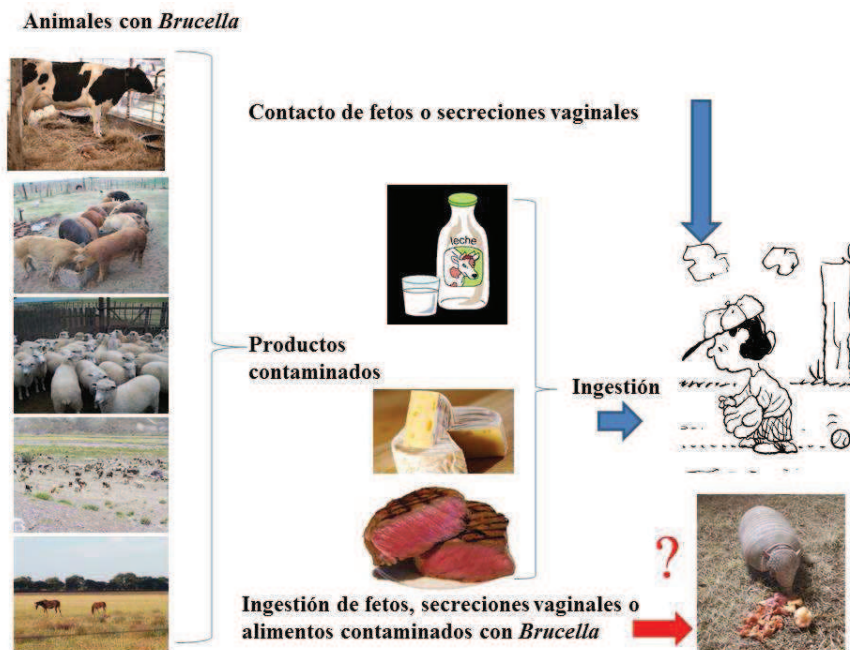 Animales con Brucella
Contacto de fetos o secreciones vaginales
leche
Productos
contaminados
Ingestión
?
Ingestión de fetos, secreciones vaginales o
alimentos contaminados con Brucella